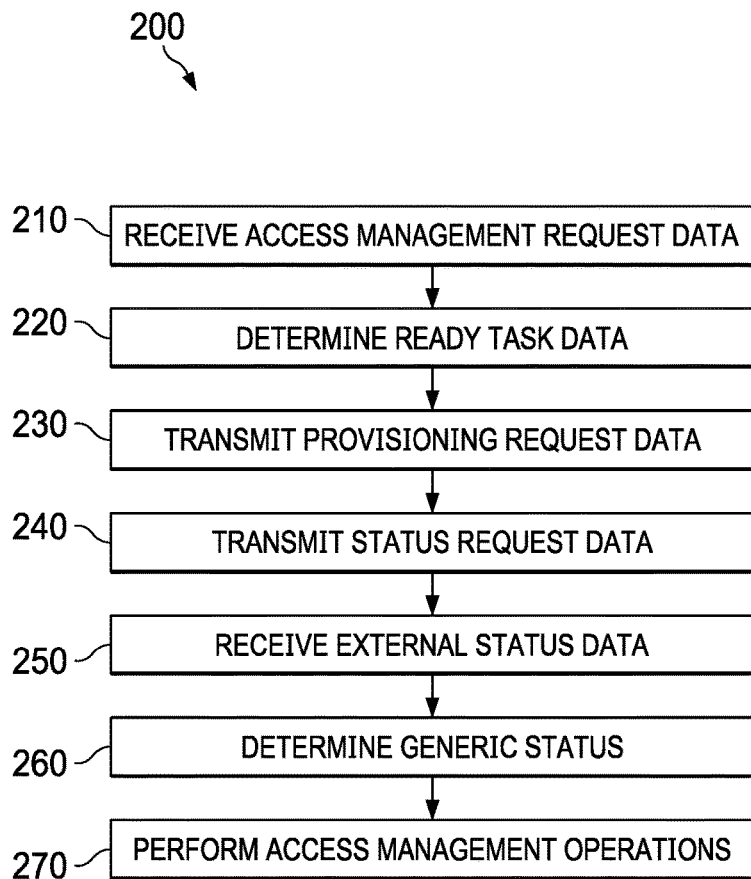 200
210
RECEIVE ACCESS MANAGEMENT REQUEST DATA
220
DETERMINE READY TASK DATA
230
TRANSMIT PROVISIONING REQUEST DATA
240
TRANSMIT STATUS REQUEST DATA
250
RECEIVE EXTERNAL STATUS DATA
260
DETERMINE GENERIC STATUS
270
PERFORM ACCESS MANAGEMENT OPERATIONS